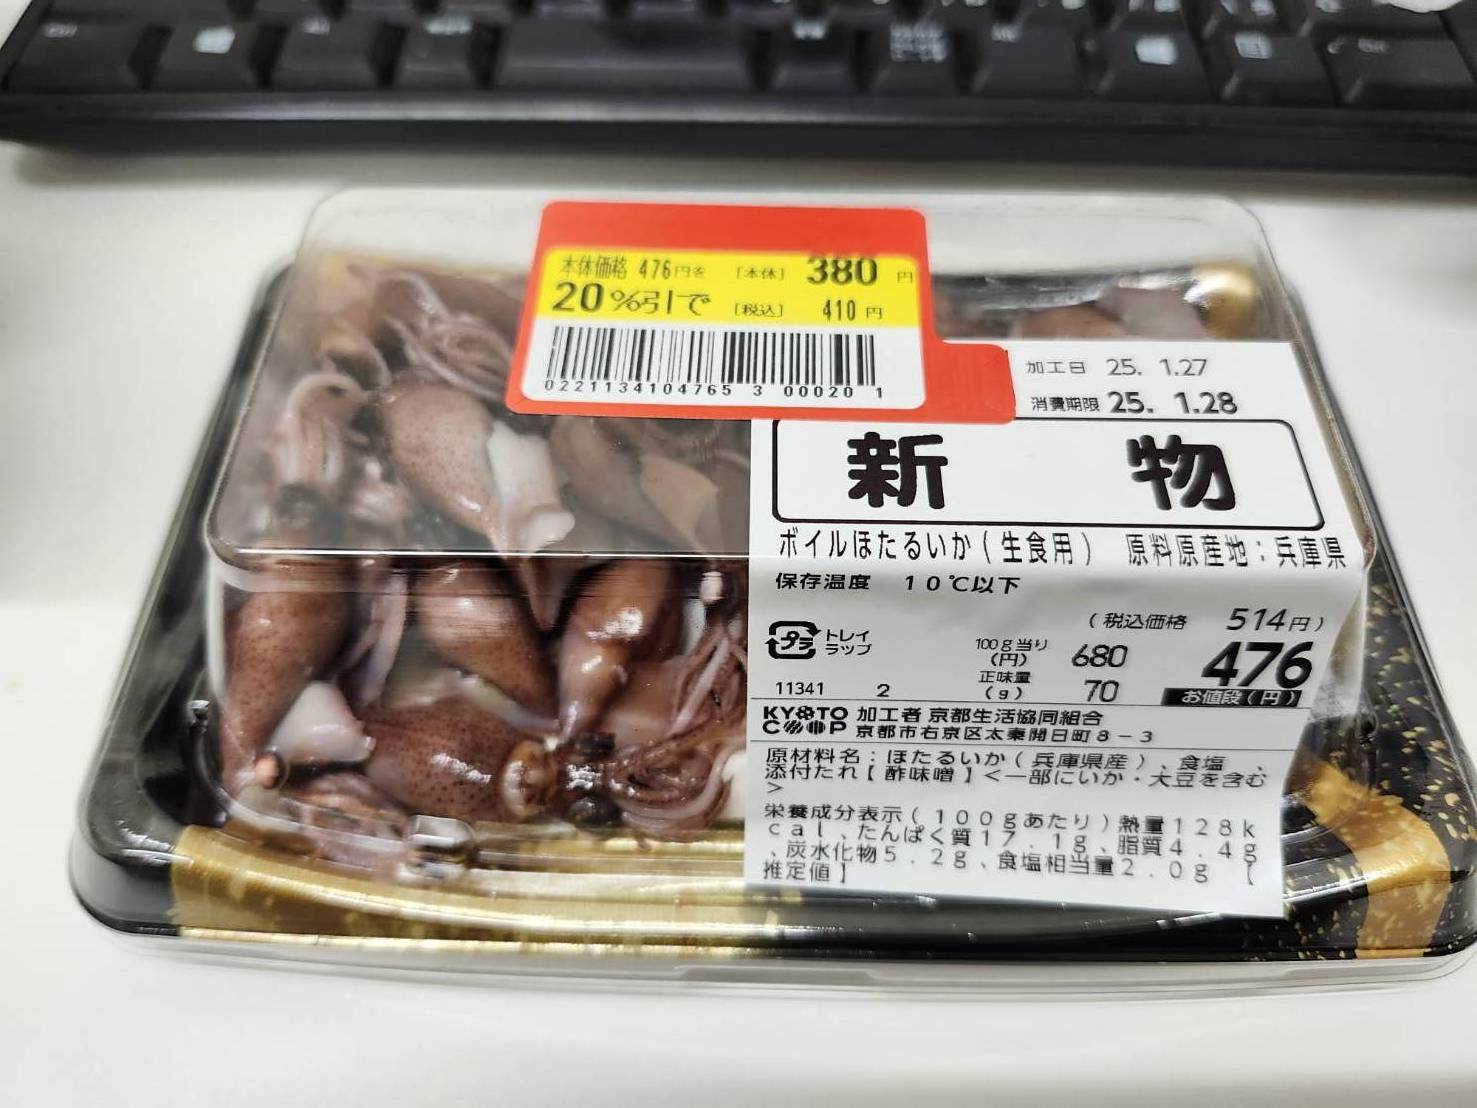 本体価格 476円を [本体] 380 円
20%引で [税込] 410 円
0221134104765 3 00020 1
加工日 25. 1.27
消費期限 25. 1.28
新 物
ボイルほたるいか(生食用) 原料原産地:兵庫県
保存温度 10℃以下
(税込価格 514円)
プラ トレイ ラップ
100g当り(円) 680
476
正味量(g) 70
お値段(円)
11341 2
KYOTO COOP 加工者 京都生活協同組合
京都市右京区太秦開日町8-3
原材料名:ほたるいか(兵庫県産)、食塩、
添付たれ【酢味噌】<一部にいか・大豆を含む
>
栄養成分表示(100gあたり)熱量128k
cal、たんぱく質17.1g、脂質4.4g
、炭水化物5.2g、食塩相当量2.0g 【
推定値】